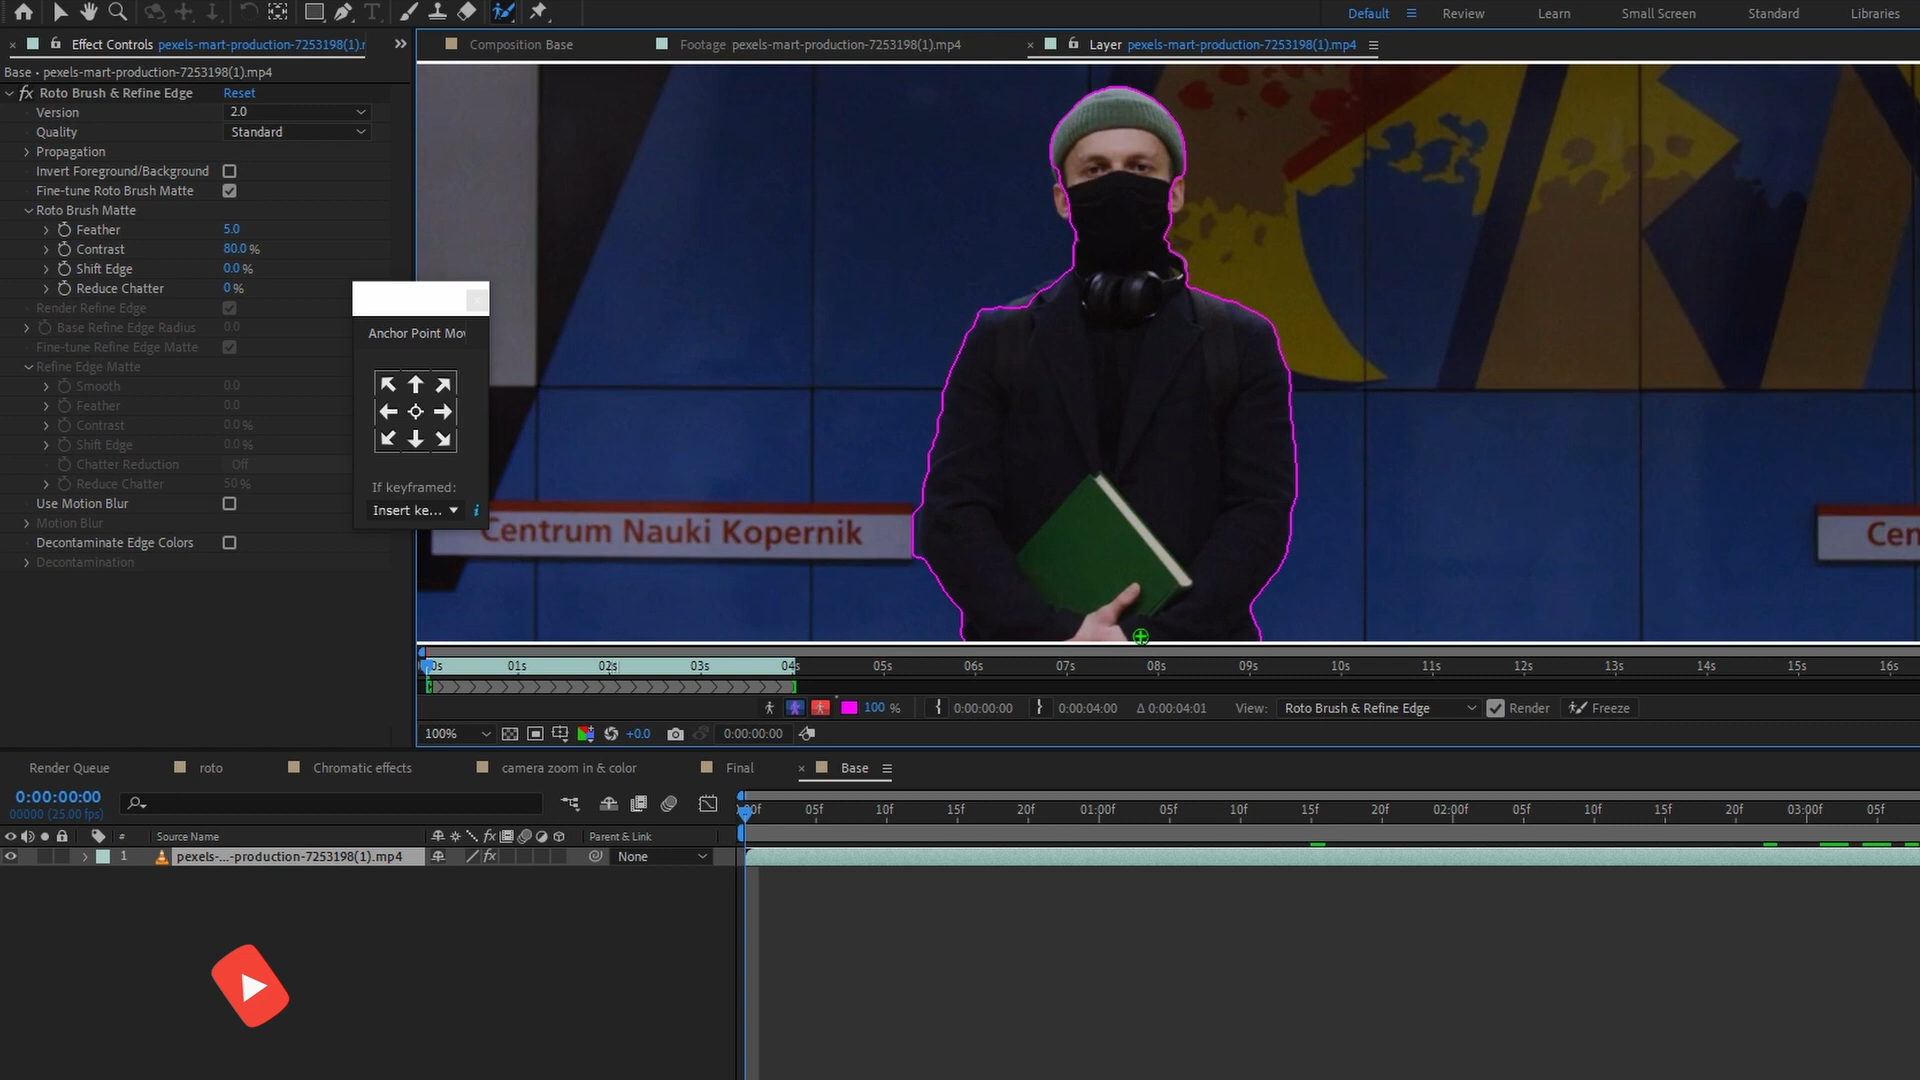 Default
Review
Learn
Small Screen
Standard
Libraries
Effect Controls pexels-mart-production-7253198(1).r
Composition Base
Footage pexels-mart-production-7253198(1).mp4
Layer pexels-mart-production-7253198(1).mp4
Base • pexels-mart-production-7253198(1).mp4
fx Roto Brush & Refine Edge Reset
Version 2.0
Quality Standard
Propagation
Invert Foreground/Background
Fine-tune Roto Brush Matte
Roto Brush Matte
Feather 5.0
Contrast 80.0 %
Shift Edge 0.0 %
Reduce Chatter 0 %
Render Refine Edge
Base Refine Edge Radius 0.0
Fine-tune Refine Edge Matte
Refine Edge Matte
Smooth 0.0
Feather 0.0
Contrast 0.0 %
Shift Edge 0.0 %
Chatter Reduction Off
Reduce Chatter 50 %
Use Motion Blur
Motion Blur
Decontaminate Edge Colors
Decontamination
Anchor Point Mov
If keyframed:
Insert ke...
Centrum Nauki Kopernik
Cen
0s 01s 02s 03s 04s 05s 06s 07s 08s 09s 10s 11s 12s 13s 14s 15s 16s
100 % 0:00:00:00 0:00:04:00 Δ 0:00:04:01 View: Roto Brush & Refine Edge Render Freeze
100% +0.0 0:00:00:00
Render Queue
roto
Chromatic effects
camera zoom in & color
Final
Base
0:00:00:00
00000 (25.00 fps)
:00f 05f 10f 15f 20f 01:00f 05f 10f 15f 20f 02:00f 05f 10f 15f 20f 03:00f 05f
# Source Name fx Parent & Link
1 pexels-...-production-7253198(1).mp4 fx None